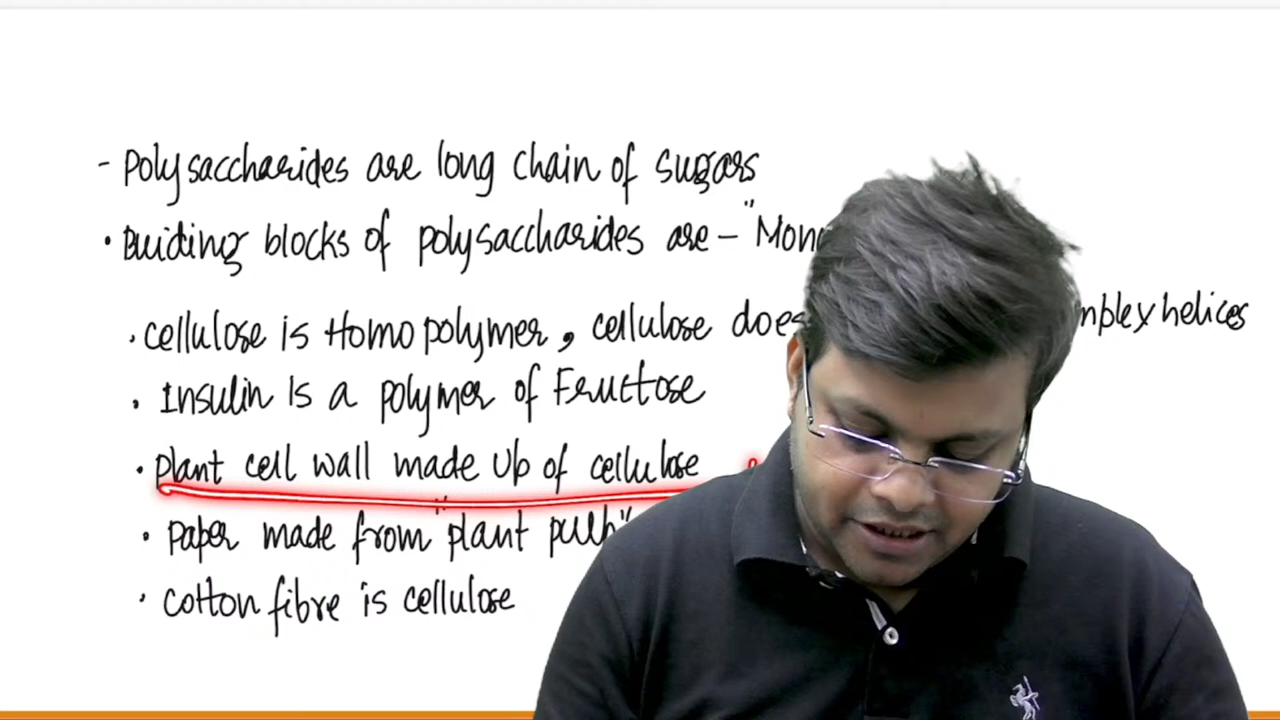 - Polysaccharides are long chain of sugars
• Buiding blocks of polysaccharides are - "Mon
• cellulose is Homopolymer, cellulose does mplex helices
• Insulin is a polymer of Fructose
• plant cell wall made up of cellulose
• paper made from "plant pulp"
• cotton fibre is cellulose